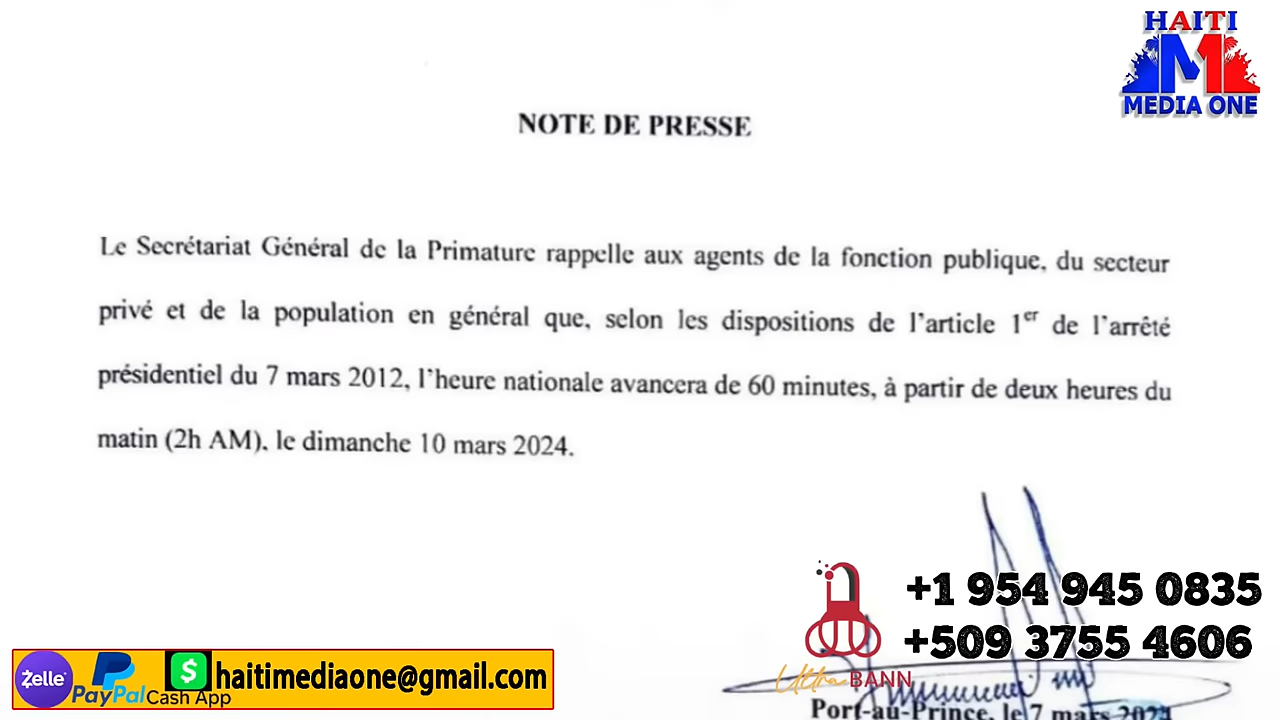 HAITI
M
MEDIA ONE
NOTE DE PRESSE
Le Secrétariat Général de la Primature rappelle aux agents de la fonction publique, du secteur
privé et de la population en général que, selon les dispositions de l'article 1er de l'arrêté
présidentiel du 7 mars 2012, l'heure nationale avancera de 60 minutes, à partir de deux heures du
matin (2h AM), le dimanche 10 mars 2024.
+1 954 945 0835
+509 3755 4606
Ultra BANN
Zelle PayPal $ Cash App haitimediaone@gmail.com
Port-au-Prince, le 7 mars 2024